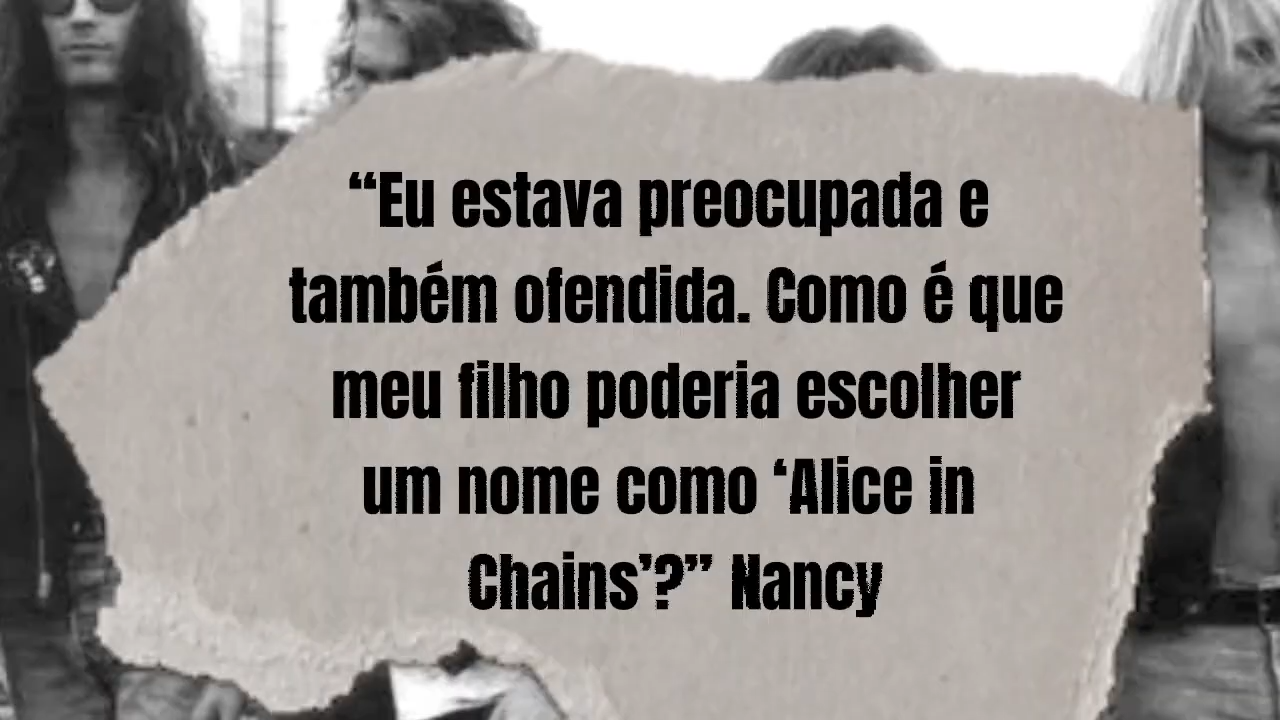 “Eu estava preocupada e
também ofendida. Como é que
meu filho poderia escolher
um nome como ‘Alice in
Chains’?” Nancy